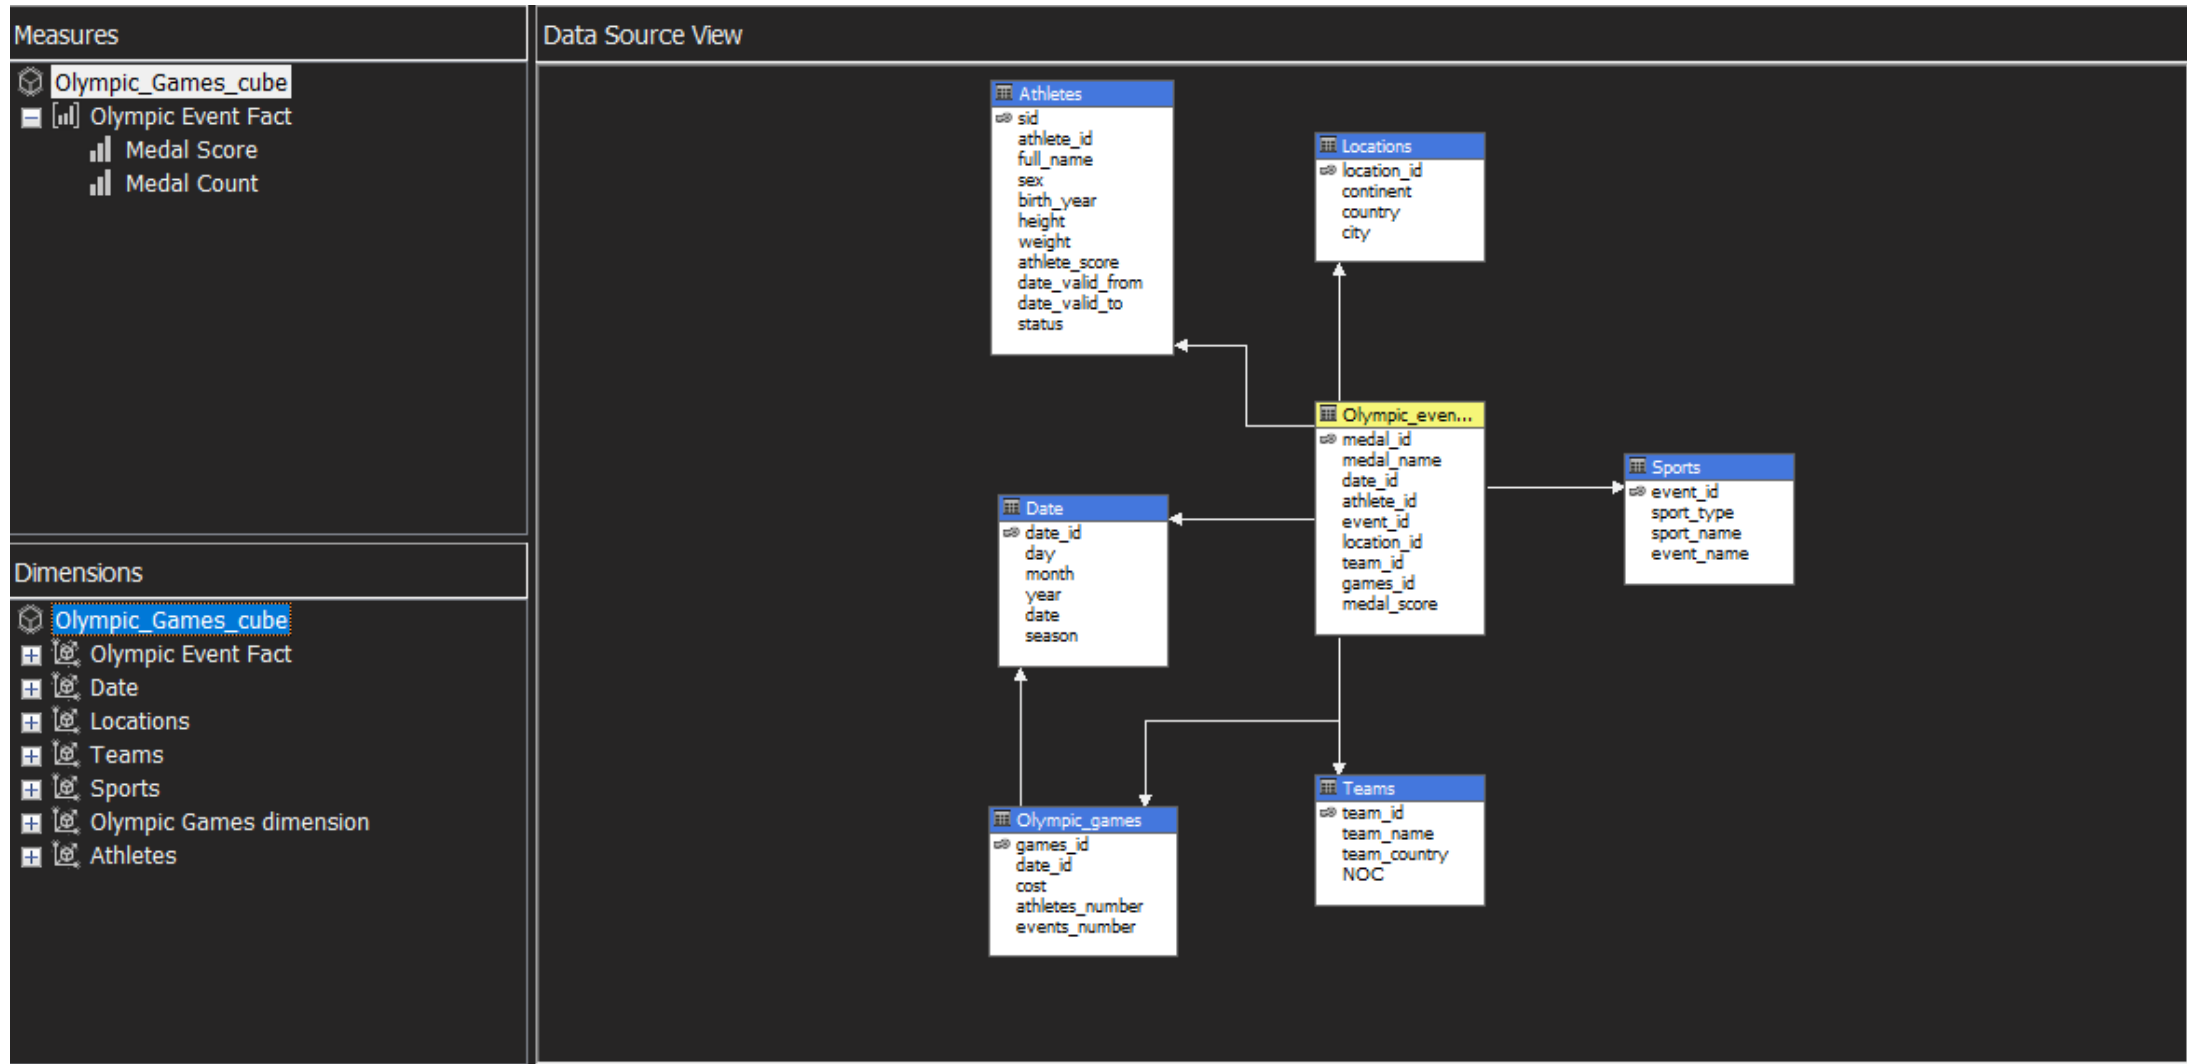 Measures
Olympic_Games_cube
Olympic Event Fact
Medal Score
Medal Count
Dimensions
Olympic_Games_cube
Olympic Event Fact
Date
Locations
Teams
Sports
Olympic Games dimension
Athletes
Data Source View
Athletes
sid
athlete_id
full_name
sex
birth_year
height
weight
athlete_score
date_valid_from
date_valid_to
status
Locations
location_id
continent
country
city
Olympic_even...
medal_id
medal_name
date_id
athlete_id
event_id
location_id
team_id
games_id
medal_score
Sports
event_id
sport_type
sport_name
event_name
Date
date_id
day
month
year
date
season
Olympic_games
games_id
date_id
cost
athletes_number
events_number
Teams
team_id
team_name
team_country
NOC